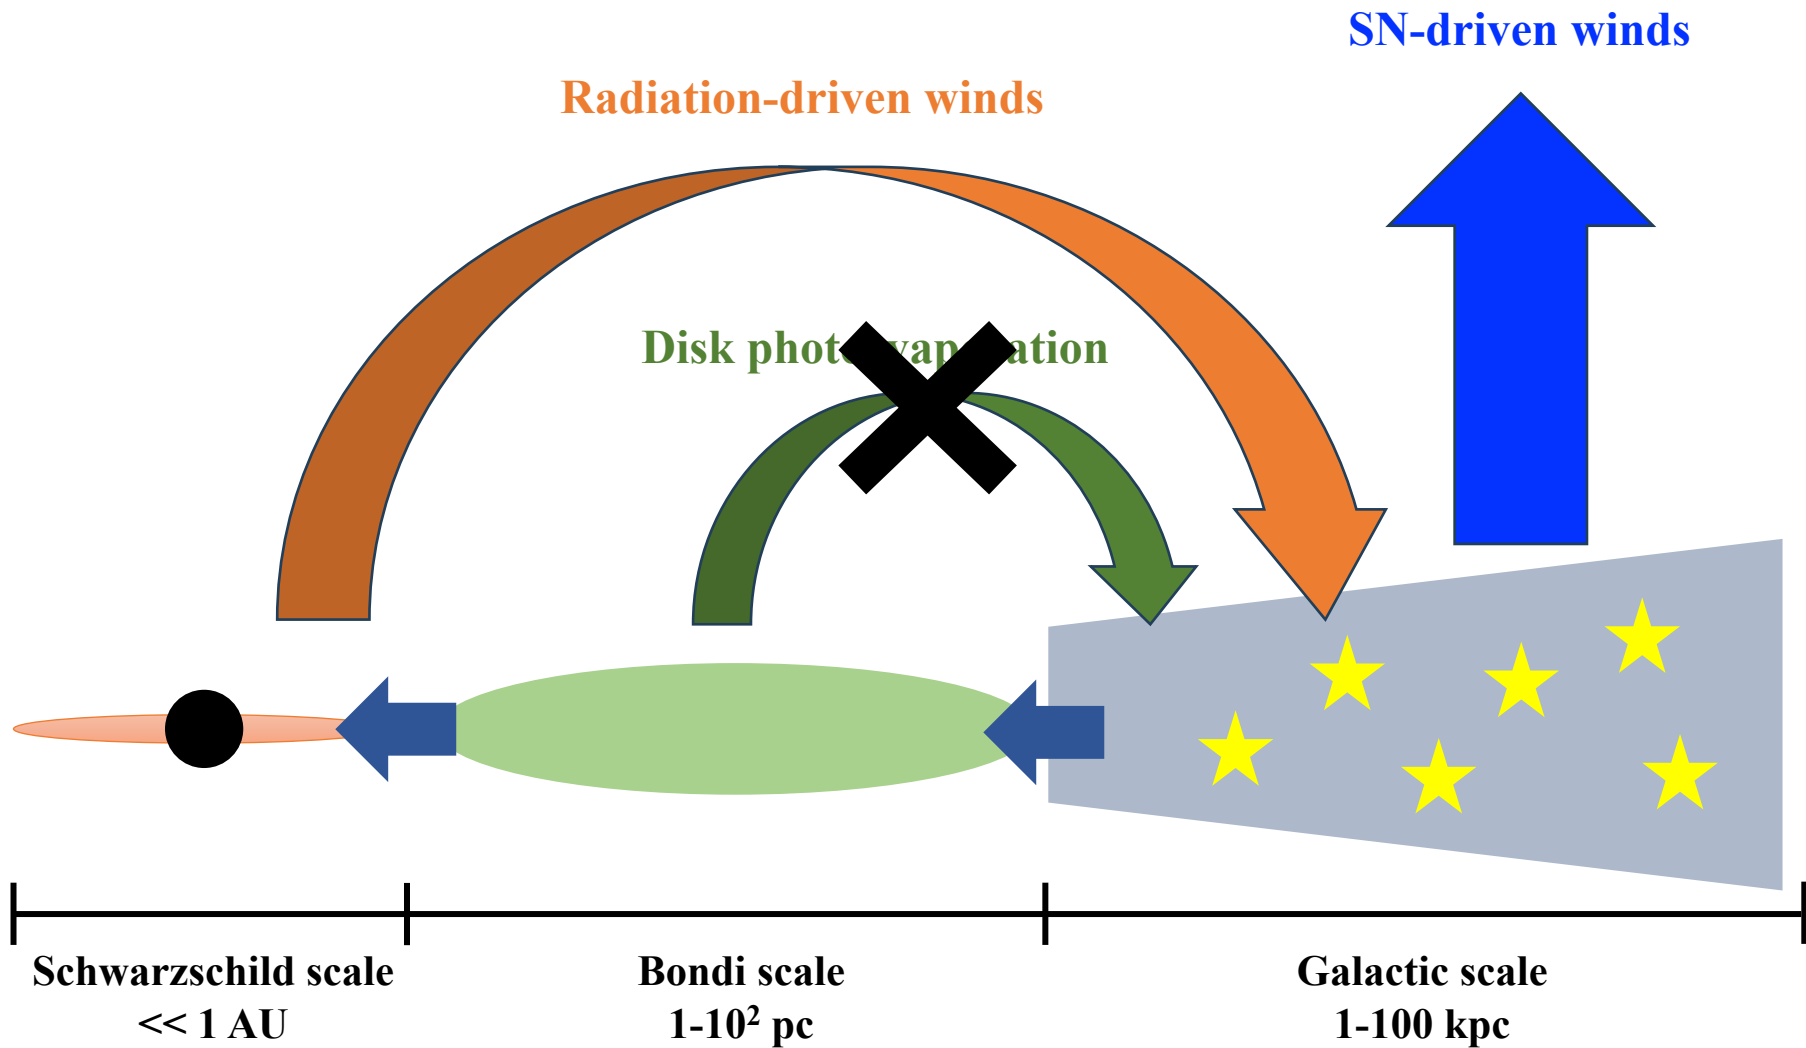 SN-driven winds
Radiation-driven winds
Disk photoevaporation
Schwarzschild scale
<< 1 AU
Bondi scale
1-10² pc
Galactic scale
1-100 kpc